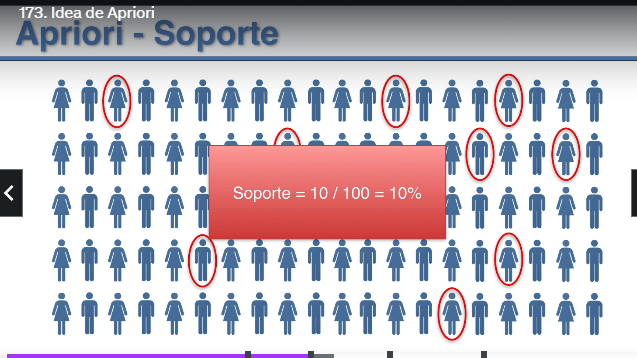 173. Idea de Apriori
Apriori - Soporte
Soporte = 10 / 100 = 10%